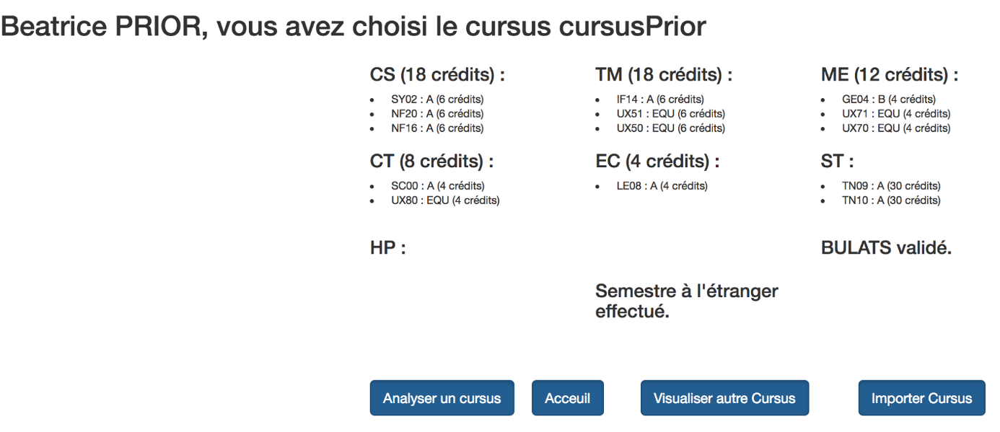 Beatrice PRIOR, vous avez choisi le cursus cursusPrior
CS (18 crédits) :
• SY02 : A (6 crédits)
• NF20 : A (6 crédits)
• NF16 : A (6 crédits)
TM (18 crédits) :
• IF14 : A (6 crédits)
• UX51 : EQU (6 crédits)
• UX50 : EQU (6 crédits)
ME (12 crédits) :
• GE04 : B (4 crédits)
• UX71 : EQU (4 crédits)
• UX70 : EQU (4 crédits)
CT (8 crédits) :
• SC00 : A (4 crédits)
• UX80 : EQU (4 crédits)
EC (4 crédits) :
• LE08 : A (4 crédits)
ST :
• TN09 : A (30 crédits)
• TN10 : A (30 crédits)
HP :
BULATS validé.
Semestre à l'étranger
effectué.
Analyser un cursus
Acceuil
Visualiser autre Cursus
Importer Cursus